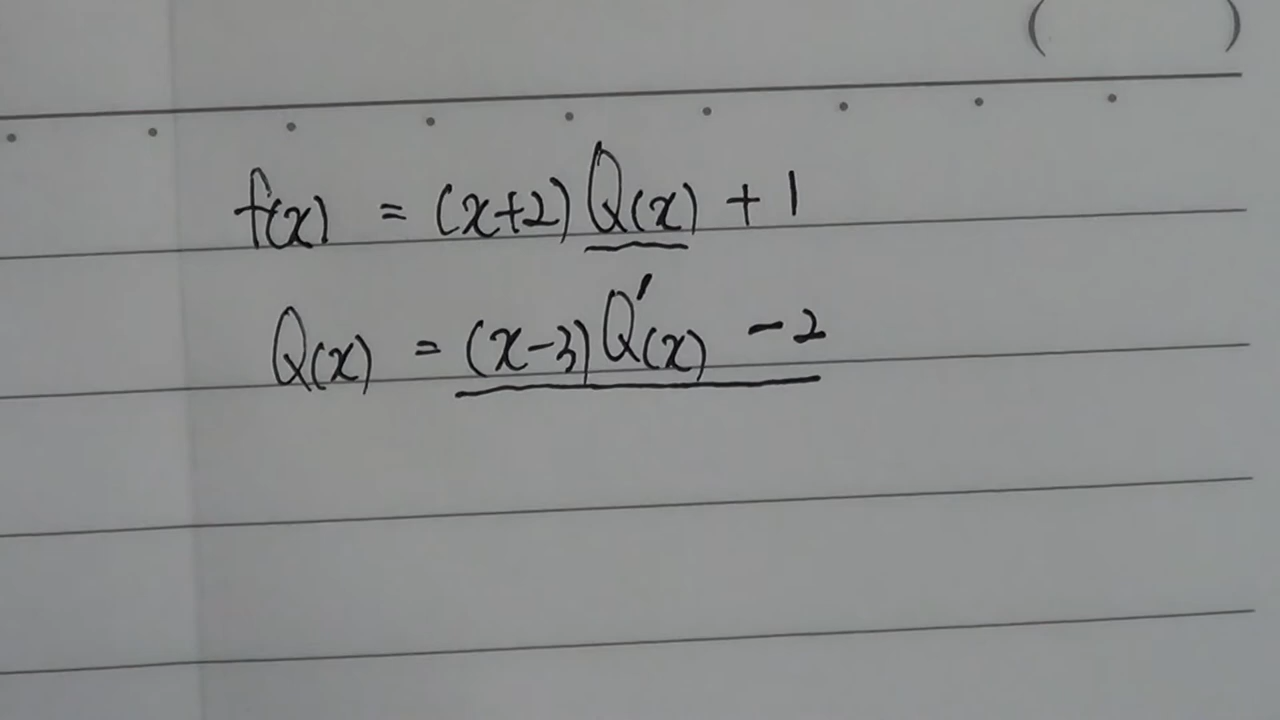 (        )
f(x) = (x+2)Q(x) + 1
Q(x) = (x-3)Q'(x) - 2